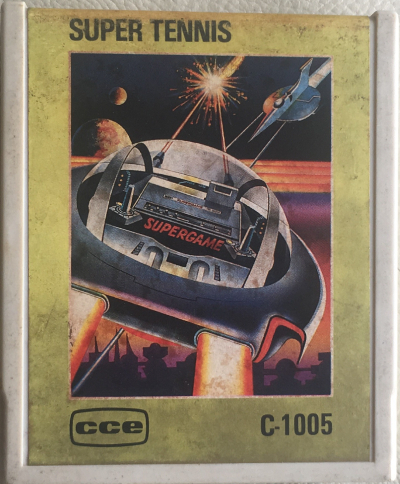 SUPER TENNIS
SUPERGAME
cce
C-1005